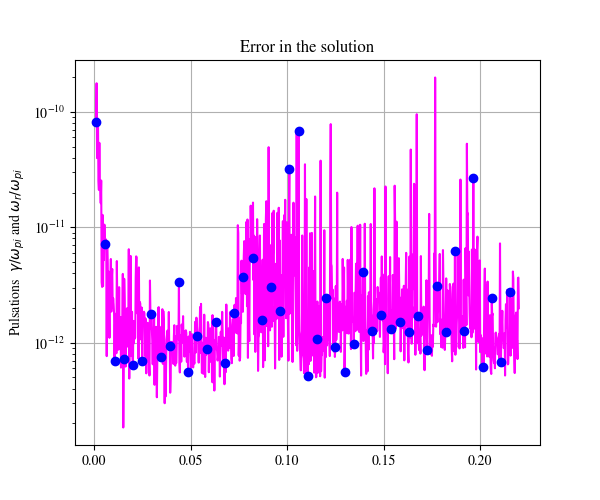 Error in the solution
Pulsations γ/ω_pi and ω_r/ω_pi
10⁻¹⁰
10⁻¹¹
10⁻¹²
0.00 0.05 0.10 0.15 0.20